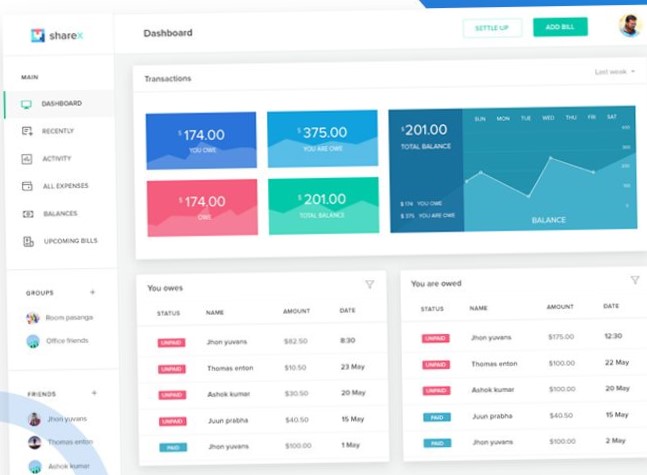 shareX
Dashboard
SETTLE UP
ADD BILL
MAIN
DASHBOARD
RECENTLY
ACTIVITY
ALL EXPENSES
BALANCES
UPCOMING BILLS
GROUPS +
Room pasanga
Office friends
FRIENDS +
Jhon yuvans
Thomas enton
Ashok kumar
Transactions
Last weak
$174.00
YOU OWE
$375.00
YOU ARE OWE
$174.00
OWE
$201.00
TOTAL BALANCE
$201.00
TOTAL BALANCE
$174 YOU OWE
$375 YOU ARE OWE
SUN MON TUE WED THU FRI SAT
BALANCE
You owes
STATUS NAME AMOUNT DATE
UNPAID Jhon yuvans $82.50 8:30
UNPAID Thomas enton $10.50 23 May
UNPAID Ashok kumar $30.50 20 May
UNPAID Juun prabha $40.50 15 May
PAID Jhon yuvans $100.00 1 May
You are owed
STATUS NAME AMOUNT DATE
UNPAID Jhon yuvans $175.00 12:30
UNPAID Thomas enton $100.00 22 May
UNPAID Ashok kumar $100.00 20 May
PAID Juun prabha $40.50 15 May
PAID Jhon yuvans $100.00 2 May